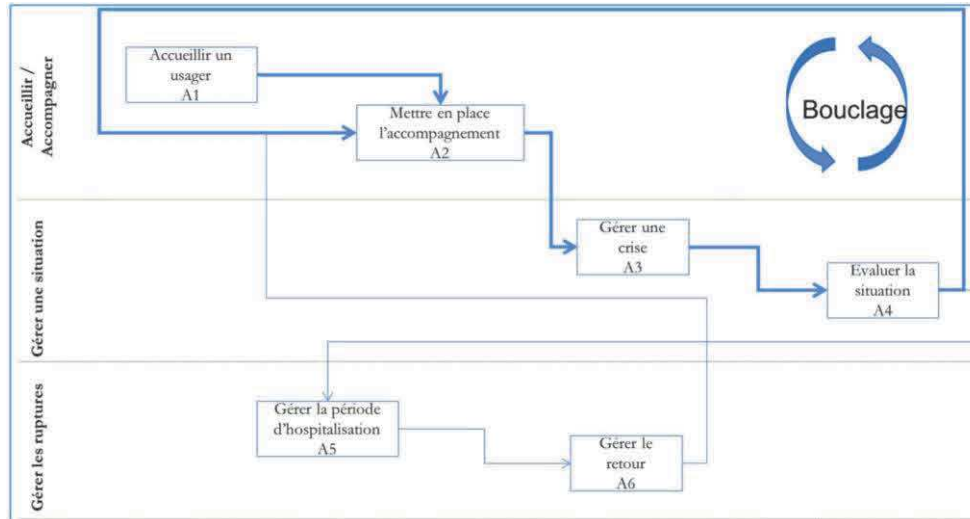 Accueillir /
Accompagner
Accueillir un
usager
A1
Mettre en place
l'accompagnement
A2
Bouclage
Gérer une situation
Gérer une
crise
A3
Evaluer la
situation
A4
Gérer les ruptures
Gérer la période
d'hospitalisation
A5
Gérer le
retour
A6